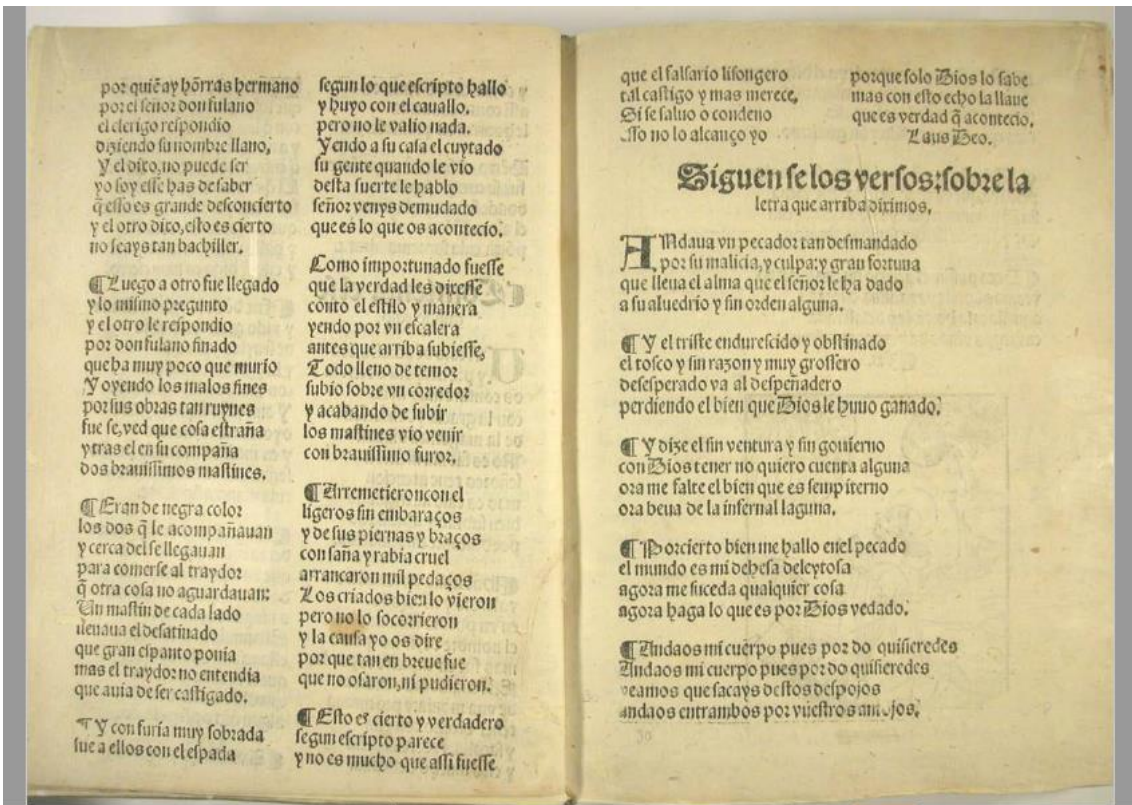 por quiē ay hōrras hermano
por el señor don fulano
el clerigo respondio
diziendo su nombre llano,
Y el dixo, no puede ser
yo soy esse has de saber
q̄ esso es grande desconcierto
y el otro dixo, esto es cierto
no seays tan bachiller.
¶ Luego a otro fue llegado
y lo mismo pregunto
y el otro le respondio
por don fulano finado
que ha muy poco que murio
Y oyendo los malos fines
por sus obras tan ruynes
fue se, ved que cosa estraña
y tras el en su compaña
dos brauissimos mastines.
¶ Eran de negra color
los dos q̄ le acompañauan
y cerca del se llegauan
para comerse al traydor
q̄ otra cosa no aguardauan:
Un mastin de cada lado
lleuaua el desatinado
que gran espanto ponia
mas el traydor no entendia
que auia de ser castigado.
¶ Y con furia muy sobrada
fue a ellos con el espada
segun lo que escripto hallo
y huyo con el cauallo.
pero no le valio nada.
Yendo a su casa el cuytado
su gente quando le vio
desta suerte le hablo
señor venys demudado
que es lo que os acontecio.
Como importunado fuesse
que la verdad les dixesse
conto el estilo y manera
yendo por vn escalera
antes que arriba subiesse,
Todo lleno de temor
subio sobre vn corredor
y acabando de subir
los mastines vio venir
con brauissimo furor.
¶ Arremetieron con el
ligeros sin embaraços
y de sus piernas y braços
con saña y rabia cruel
arrancaron mil pedaços
Los criados bien lo vieron
pero no lo socorrieron
y la causa yo os dire
por que tan en breue fue
que no osaron, ni pudieron.
¶ Esto es cierto y verdadero
segun escripto parece
y no es mucho que assi fuesse
que el falsario lisongero
tal castigo y mas merece,
Si se saluo o condeno
no lo alcanço yo
porque solo Dios lo sabe
mas con esto echo la llaue
que es verdad q̄ acontecio.
Laus Deo.
Siguen se los versos: sobre la
letra que arriba diximos,
ANdaua vn pecador tan desmandado
por su malicia, y culpa: y gran fortuna
que lleua el alma que el señor le ha dado
a su aluedrio y sin orden alguna.
¶ Y el triste endurescido y obstinado
el tosco y sin razon y muy grossero
desesperado va al despeñadero
perdiendo el bien que Dios le huuo ganado.
¶ Y dize el sin ventura y sin gouierno
con Dios tener no quiero cuenta alguna
ora me falte el bien que es sempiterno
ora beua de la infernal laguna.
¶ Porcierto bien me hallo enel pecado
el mundo es mi dehesa deleytosa
agora me suceda qualquier cosa
agora haga lo que es por Dios vedado.
¶ Andaos mi cuerpo pues por do quisieredes
Andaos mi cuerpo pues por do quisieredes
veamos que sacays destos despojos
andaos entrambos por vuestros antojos.